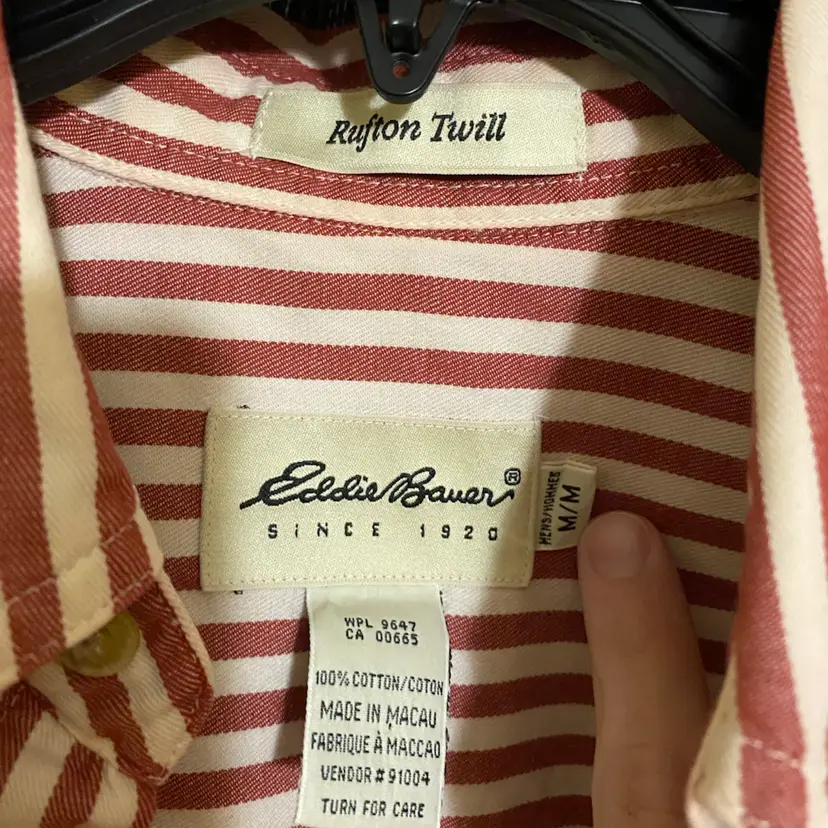 Rufton Twill
Eddie Bauer®
SINCE 1920
MENS/HOMMES
M/M
WPL 9647
CA 00665
100% COTTON/COTON
MADE IN MACAU
FABRIQUE À MACCAO
VENDOR # 91004
TURN FOR CARE